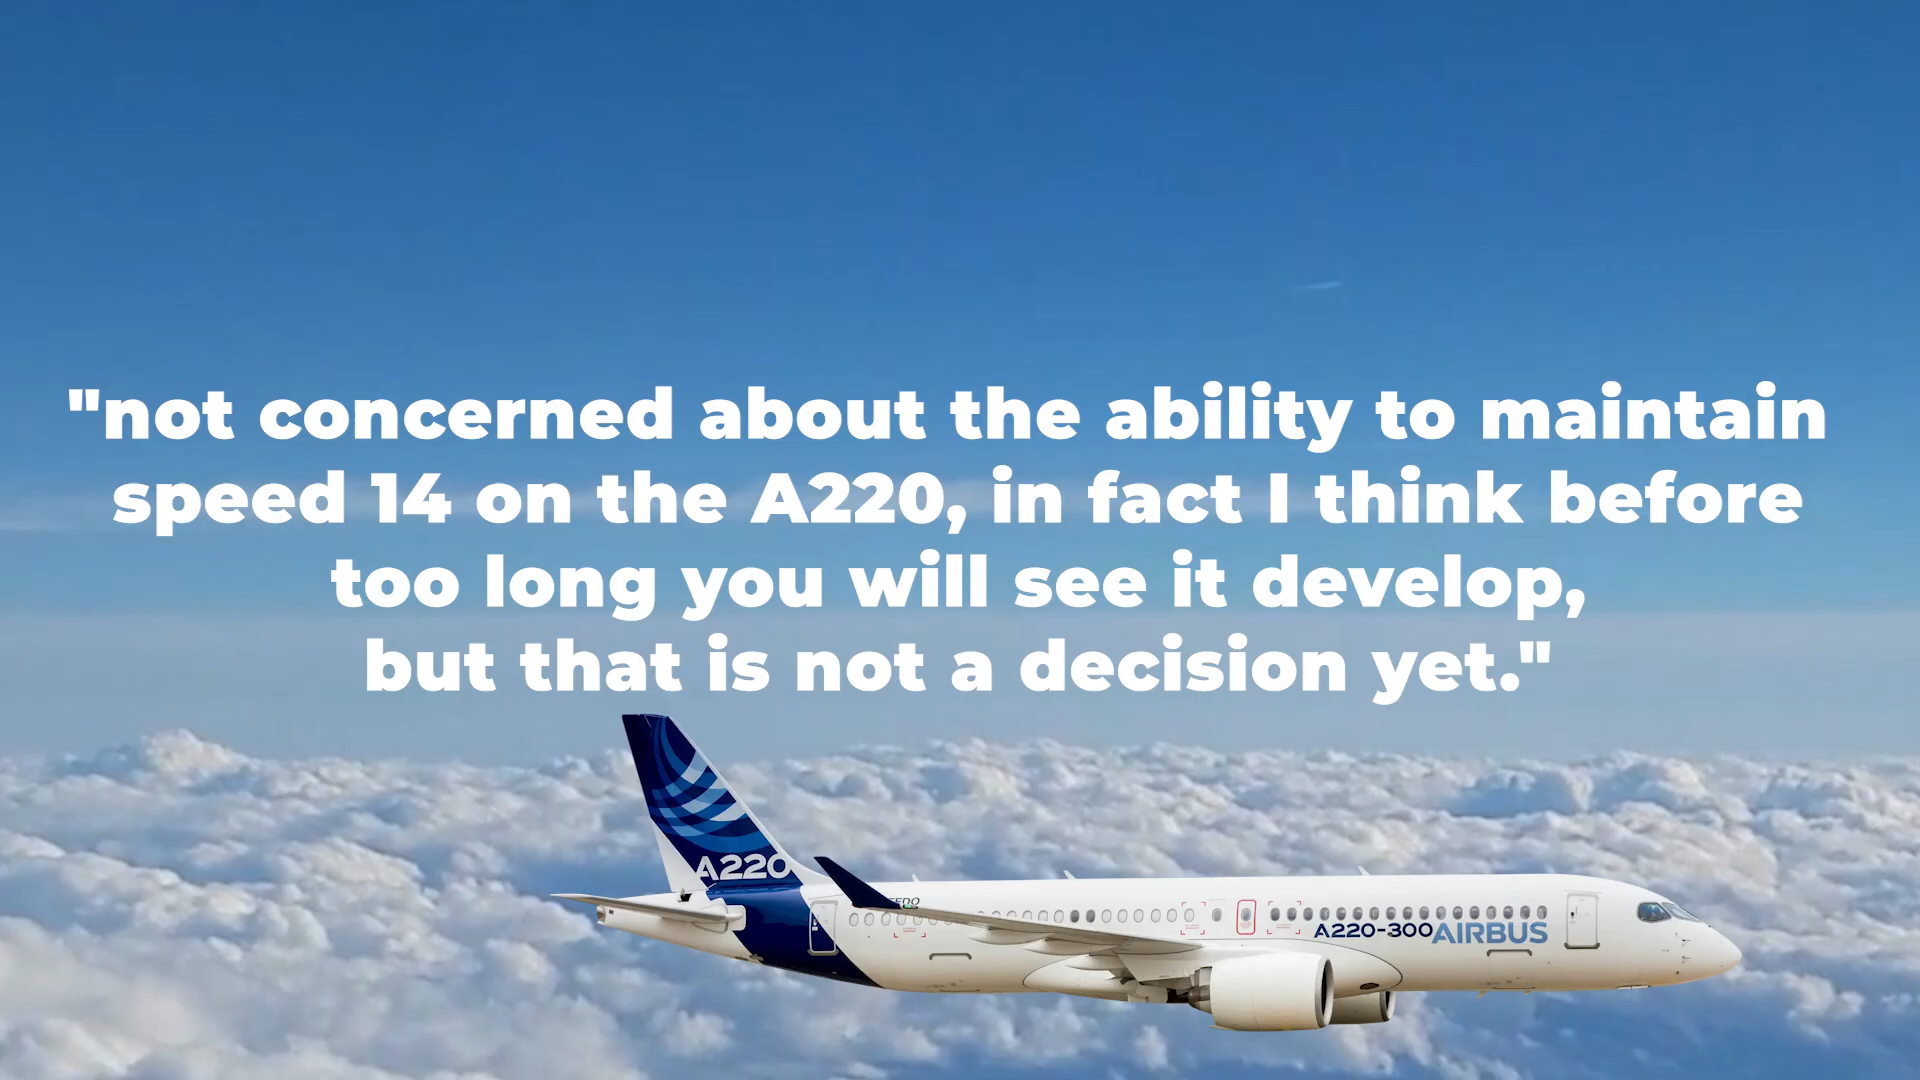 "not concerned about the ability to maintain
speed 14 on the A220, in fact I think before
too long you will see it develop,
but that is not a decision yet."
A220
A220-300 AIRBUS